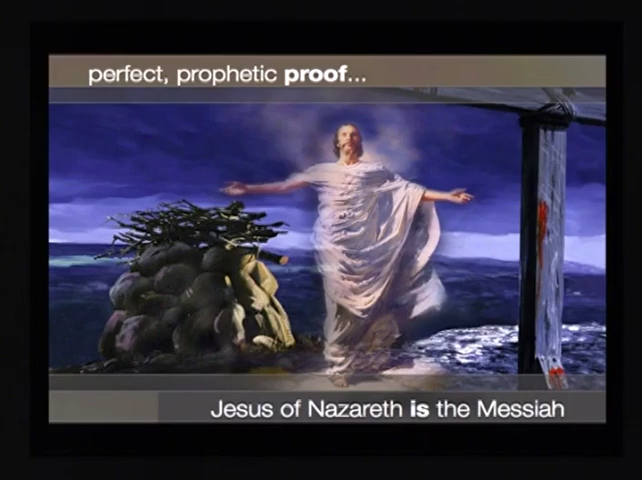 perfect, prophetic proof...
Jesus of Nazareth is the Messiah